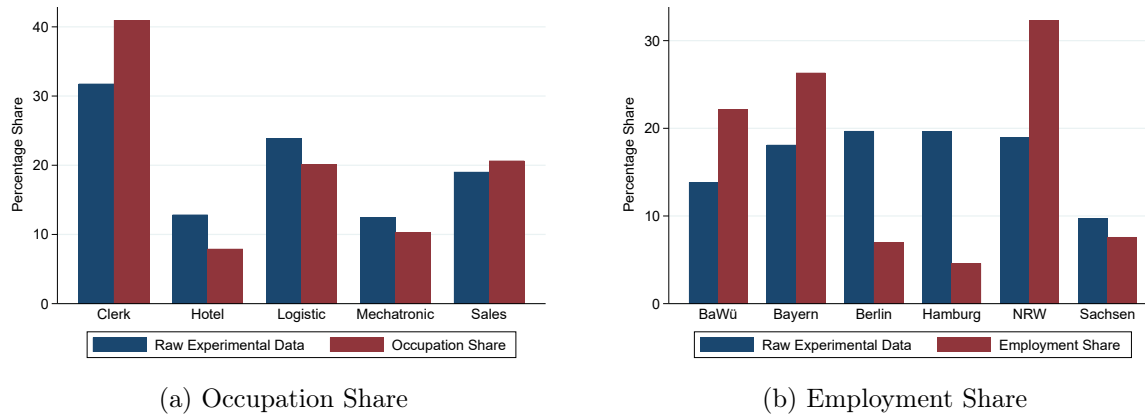 Percentage Share
40
30
20
10
0
Clerk Hotel Logistic Mechatronic Sales
Raw Experimental Data Occupation Share
(a) Occupation Share
Percentage Share
30
20
10
0
BaWü Bayern Berlin Hamburg NRW Sachsen
Raw Experimental Data Employment Share
(b) Employment Share